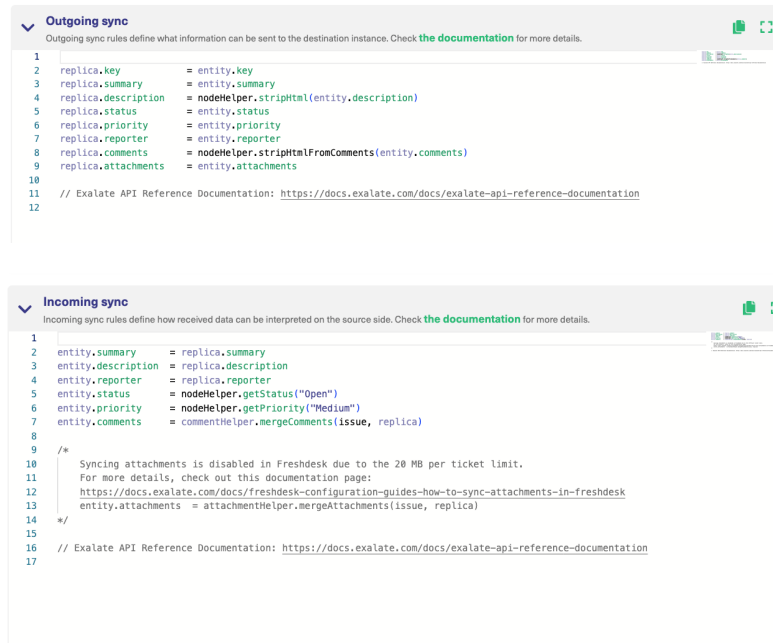 Outgoing sync
Outgoing sync rules define what information can be sent to the destination instance. Check the documentation for more details.
1
2 replica.key = entity.key
3 replica.summary = entity.summary
4 replica.description = nodeHelper.stripHtml(entity.description)
5 replica.status = entity.status
6 replica.priority = entity.priority
7 replica.reporter = entity.reporter
8 replica.comments = nodeHelper.stripHtmlFromComments(entity.comments)
9 replica.attachments = entity.attachments
10
11 // Exalate API Reference Documentation: https://docs.exalate.com/docs/exalate-api-reference-documentation
12
Incoming sync
Incoming sync rules define how received data can be interpreted on the source side. Check the documentation for more details.
1
2 entity.summary = replica.summary
3 entity.description = replica.description
4 entity.reporter = replica.reporter
5 entity.status = nodeHelper.getStatus("Open")
6 entity.priority = nodeHelper.getPriority("Medium")
7 entity.comments = commentHelper.mergeComments(issue, replica)
8
9 /*
10 Syncing attachments is disabled in Freshdesk due to the 20 MB per ticket limit.
11 For more details, check out this documentation page:
12 https://docs.exalate.com/docs/freshdesk-configuration-guides-how-to-sync-attachments-in-freshdesk
13 entity.attachments = attachmentHelper.mergeAttachments(issue, replica)
14 */
15
16 // Exalate API Reference Documentation: https://docs.exalate.com/docs/exalate-api-reference-documentation
17